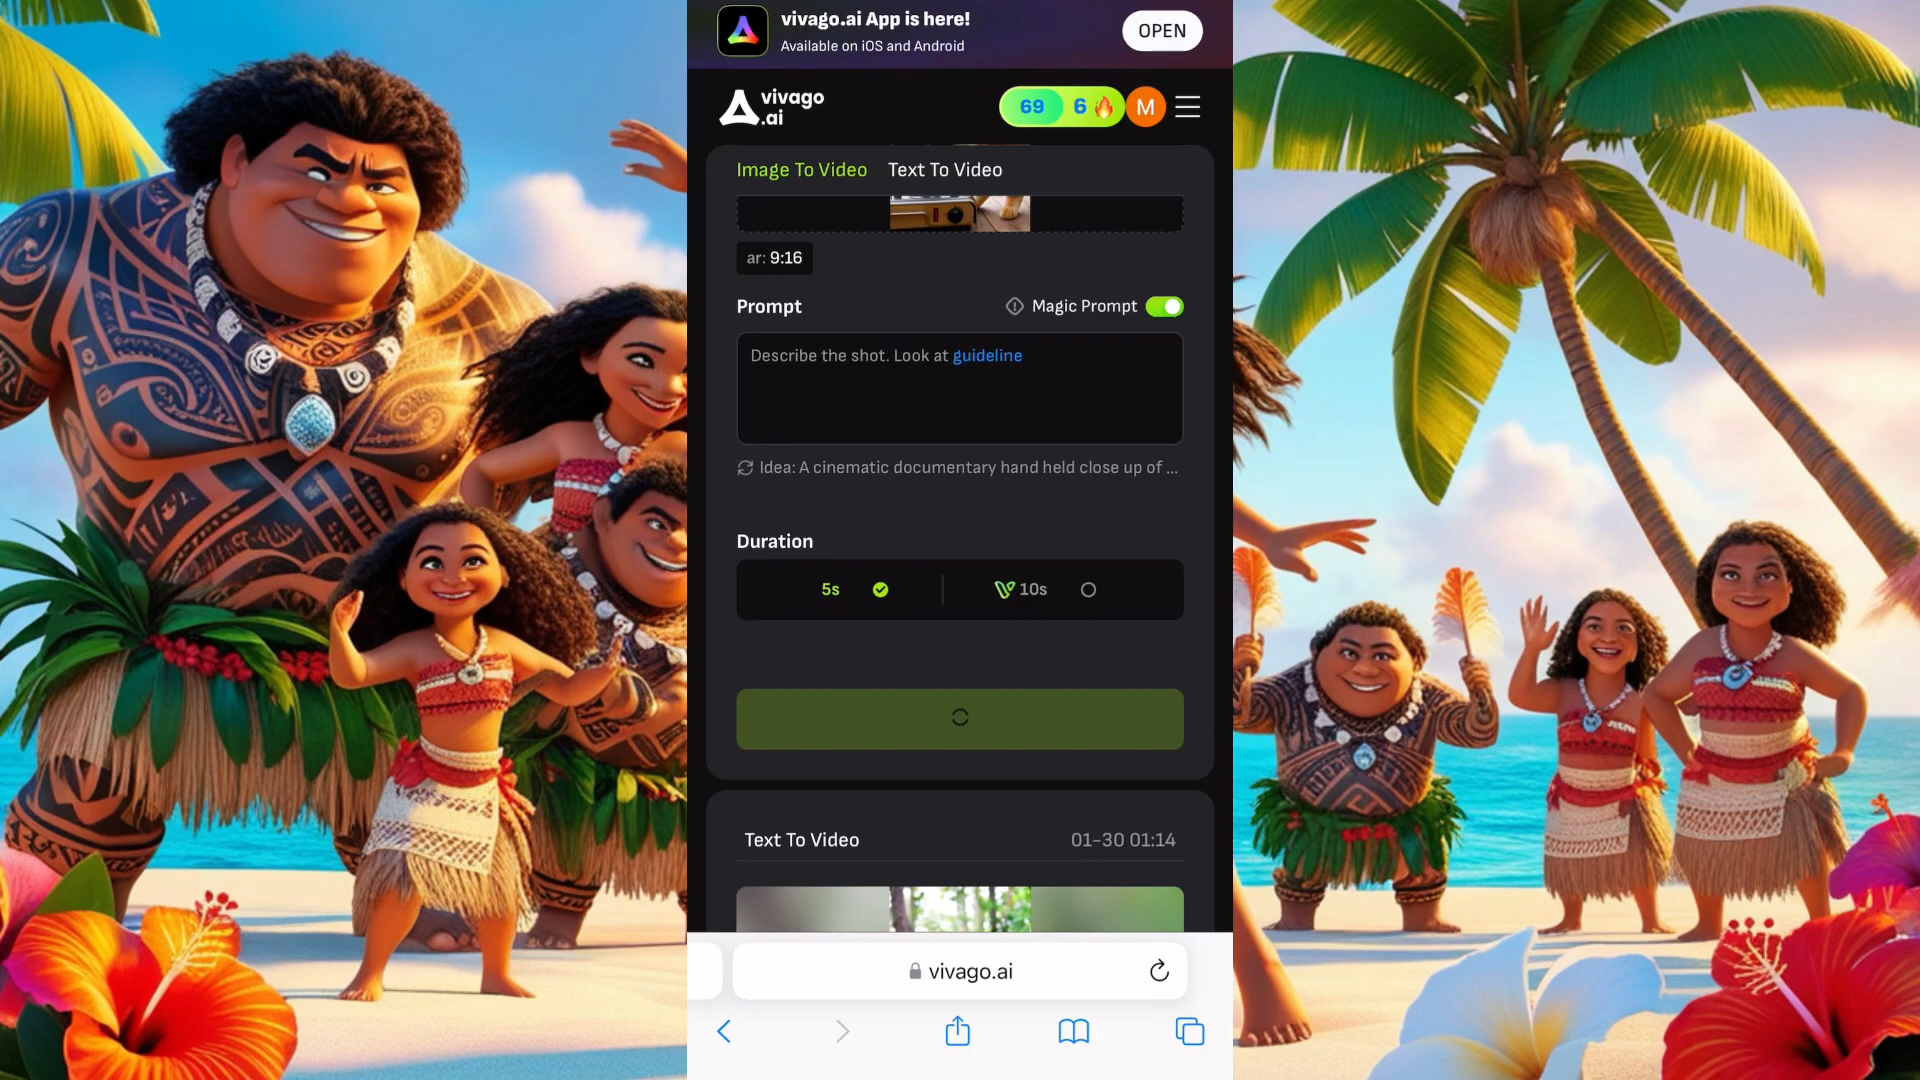 vivago.ai App is here!
Available on iOS and Android
OPEN
vivago
.ai
69 6
M
Image To Video Text To Video
ar: 9:16
Prompt
Magic Prompt
Describe the shot. Look at guideline
Idea: A cinematic documentary hand held close up of ...
Duration
5s
10s
Text To Video
01-30 01:14
vivago.ai